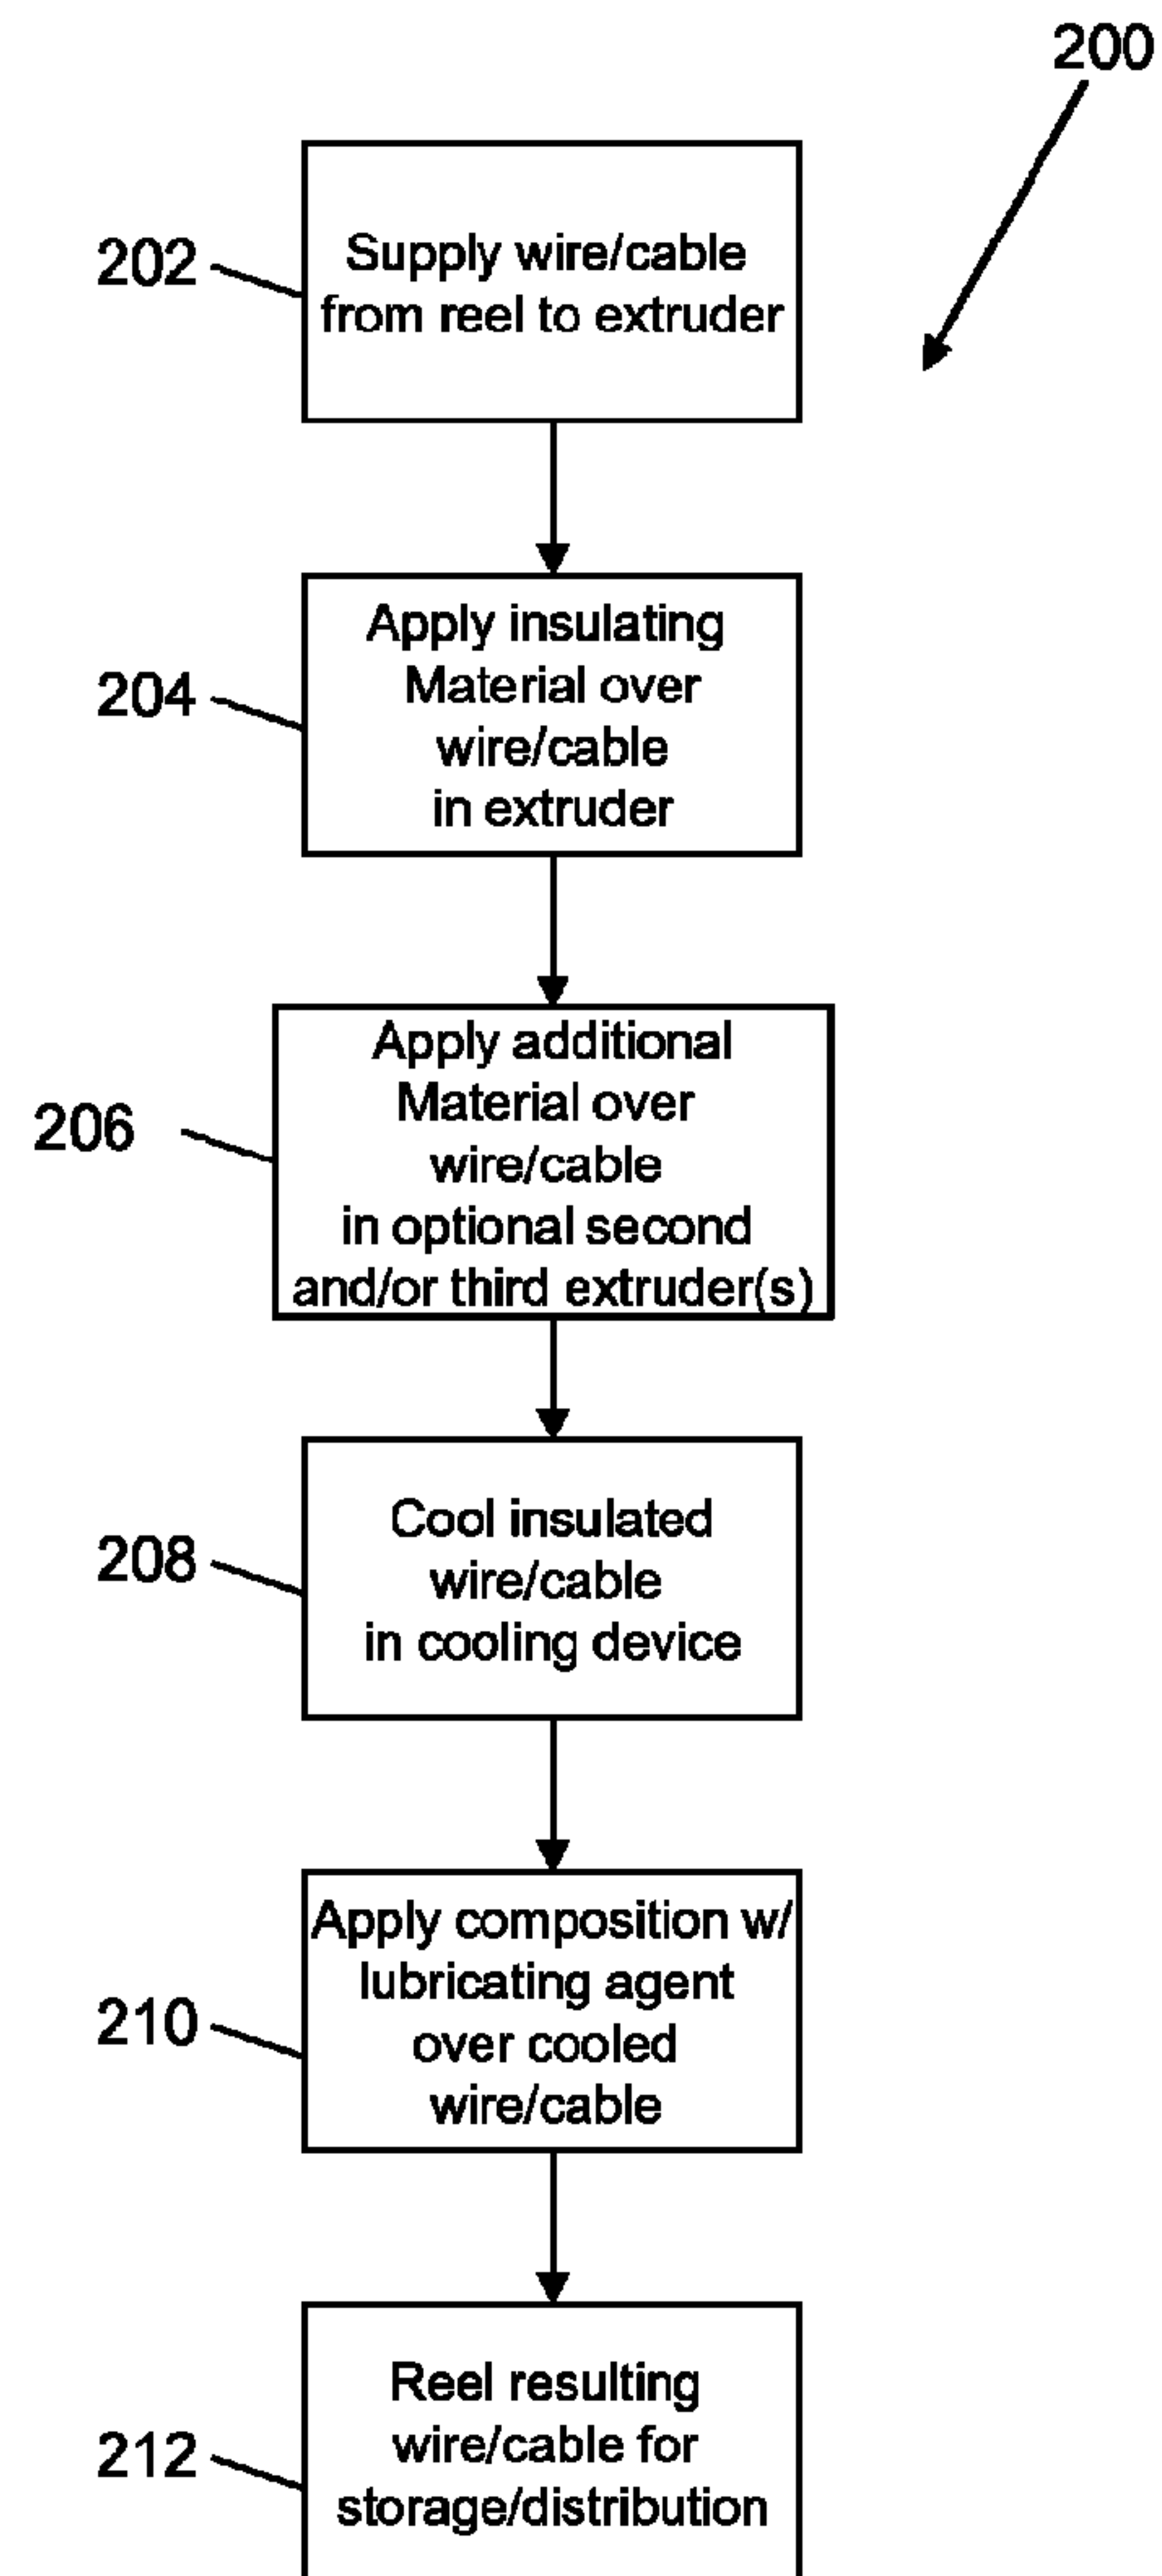 200
202
Supply wire/cable
from reel to extruder
204
Apply insulating
Material over
wire/cable
in extruder
206
Apply additional
Material over
wire/cable
in optional second
and/or third extruder(s)
208
Cool insulated
wire/cable
in cooling device
210
Apply composition w/
lubricating agent
over cooled
wire/cable
212
Reel resulting
wire/cable for
storage/distribution